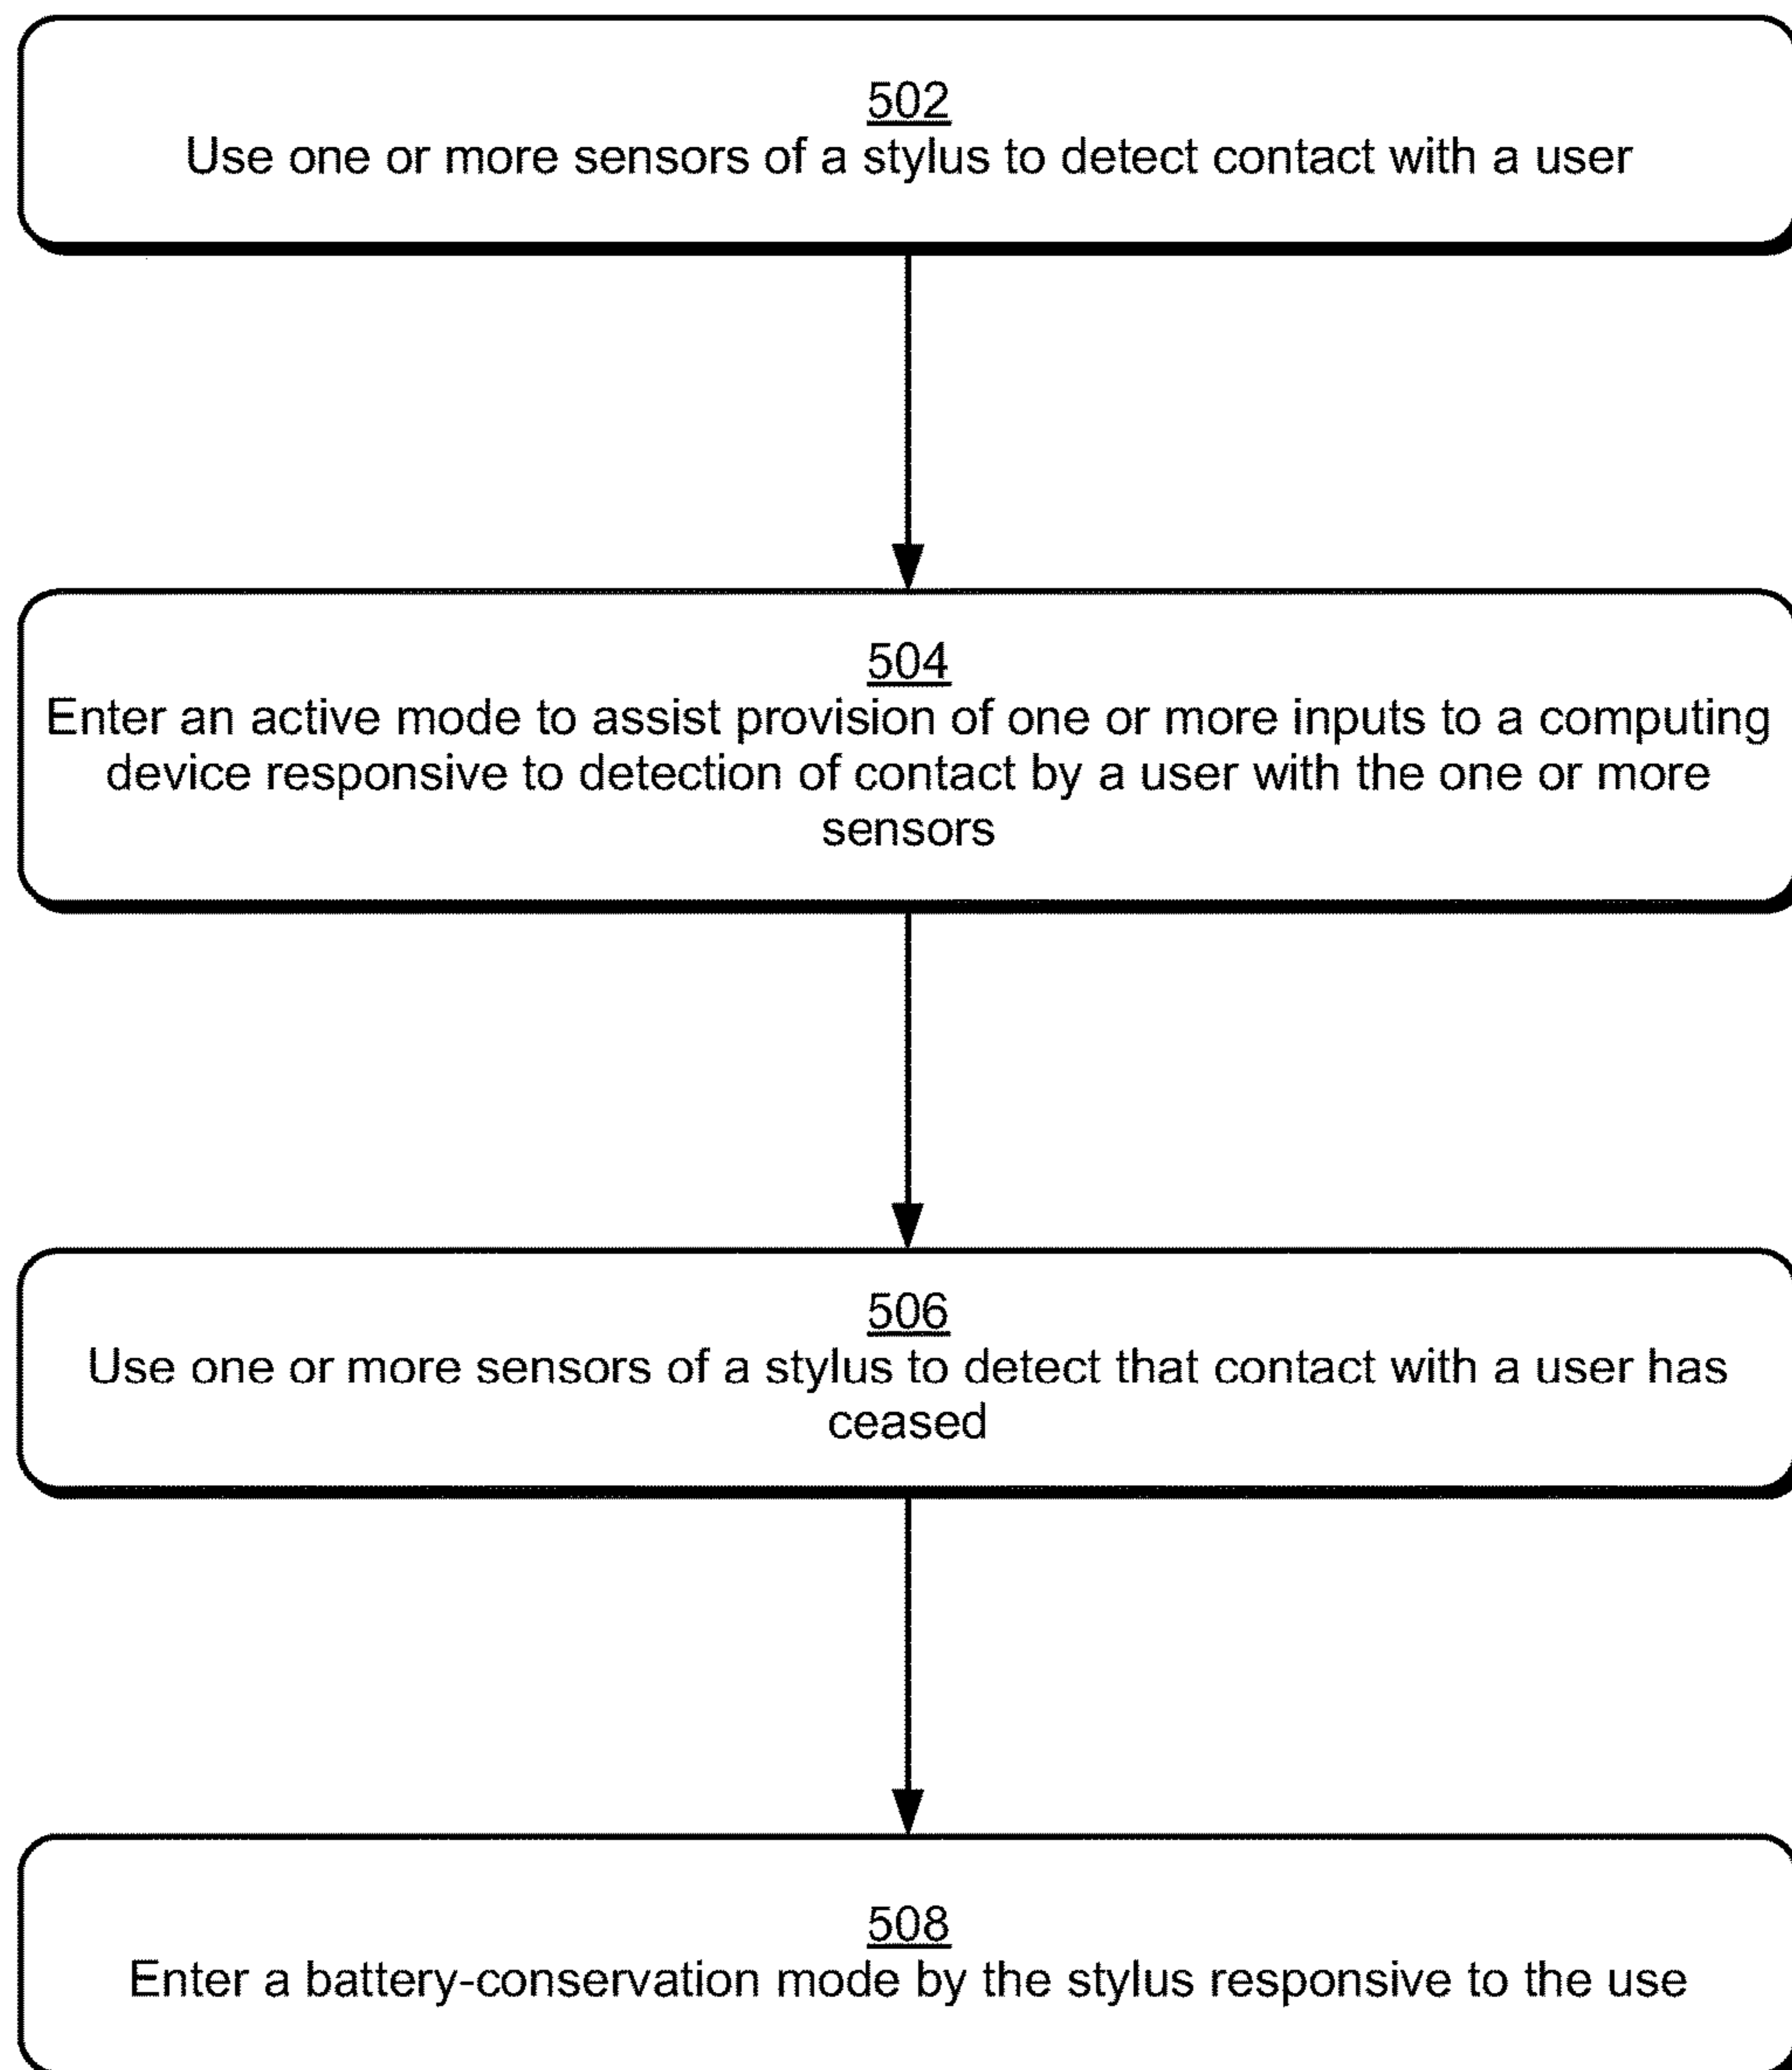 502
Use one or more sensors of a stylus to detect contact with a user
504
Enter an active mode to assist provision of one or more inputs to a computing
device responsive to detection of contact by a user with the one or more
sensors
506
Use one or more sensors of a stylus to detect that contact with a user has
ceased
508
Enter a battery-conservation mode by the stylus responsive to the use